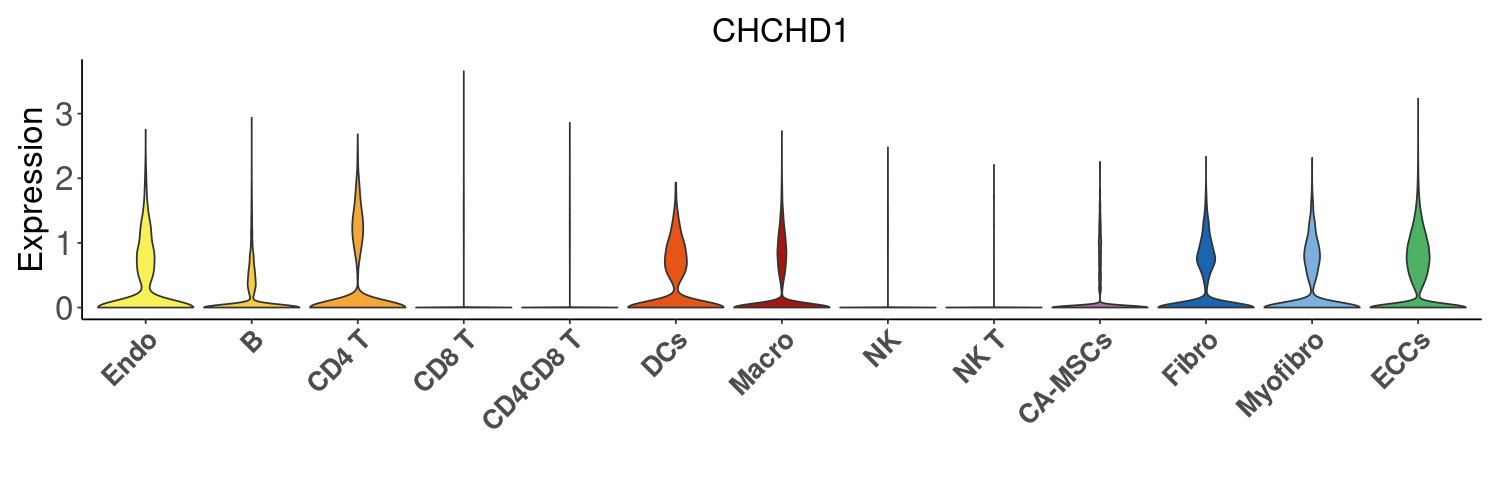 CHCHD1
Expression
3
2
1
0
Endo
B
CD4 T
CD8 T
CD4CD8 T
DCs
Macro
NK
NK T
CA-MSCs
Fibro
Myofibro
ECCs